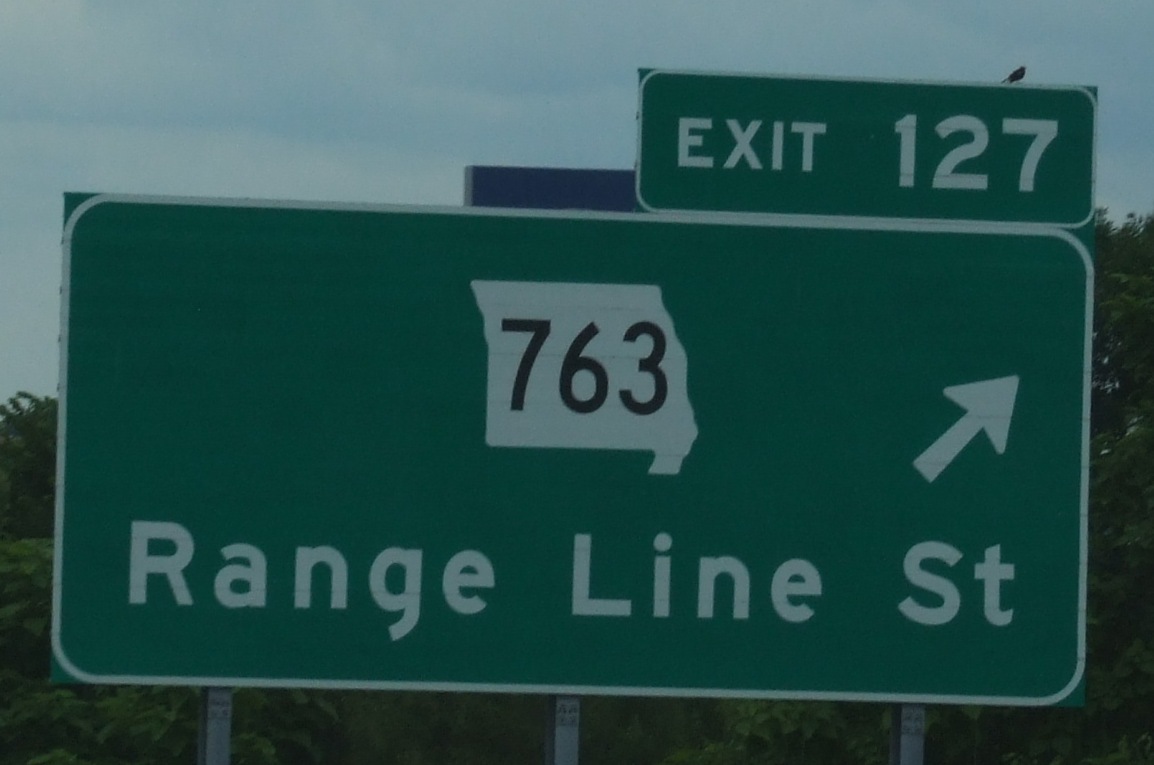 EXIT 127
763
Range Line St